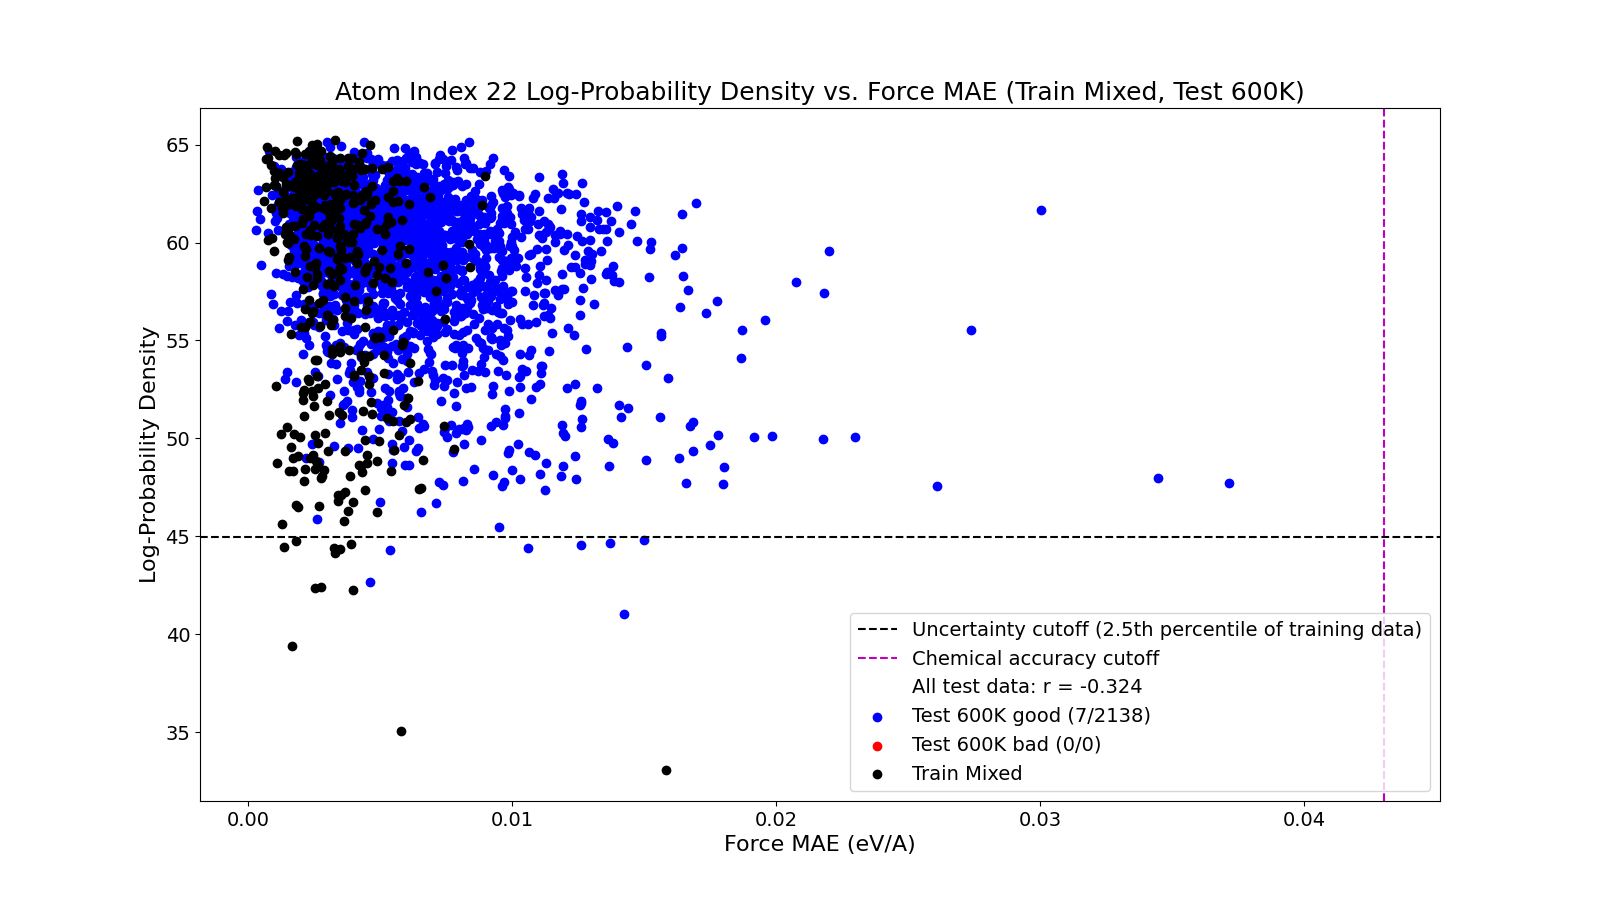 Atom Index 22 Log-Probability Density vs. Force MAE (Train Mixed, Test 600K)
65
60
55
50
45
40
35
Log-Probability Density
Uncertainty cutoff (2.5th percentile of training data)
Chemical accuracy cutoff
All test data: r = -0.324
Test 600K good (7/2138)
Test 600K bad (0/0)
Train Mixed
0.00 0.01 0.02 0.03 0.04
Force MAE (eV/A)